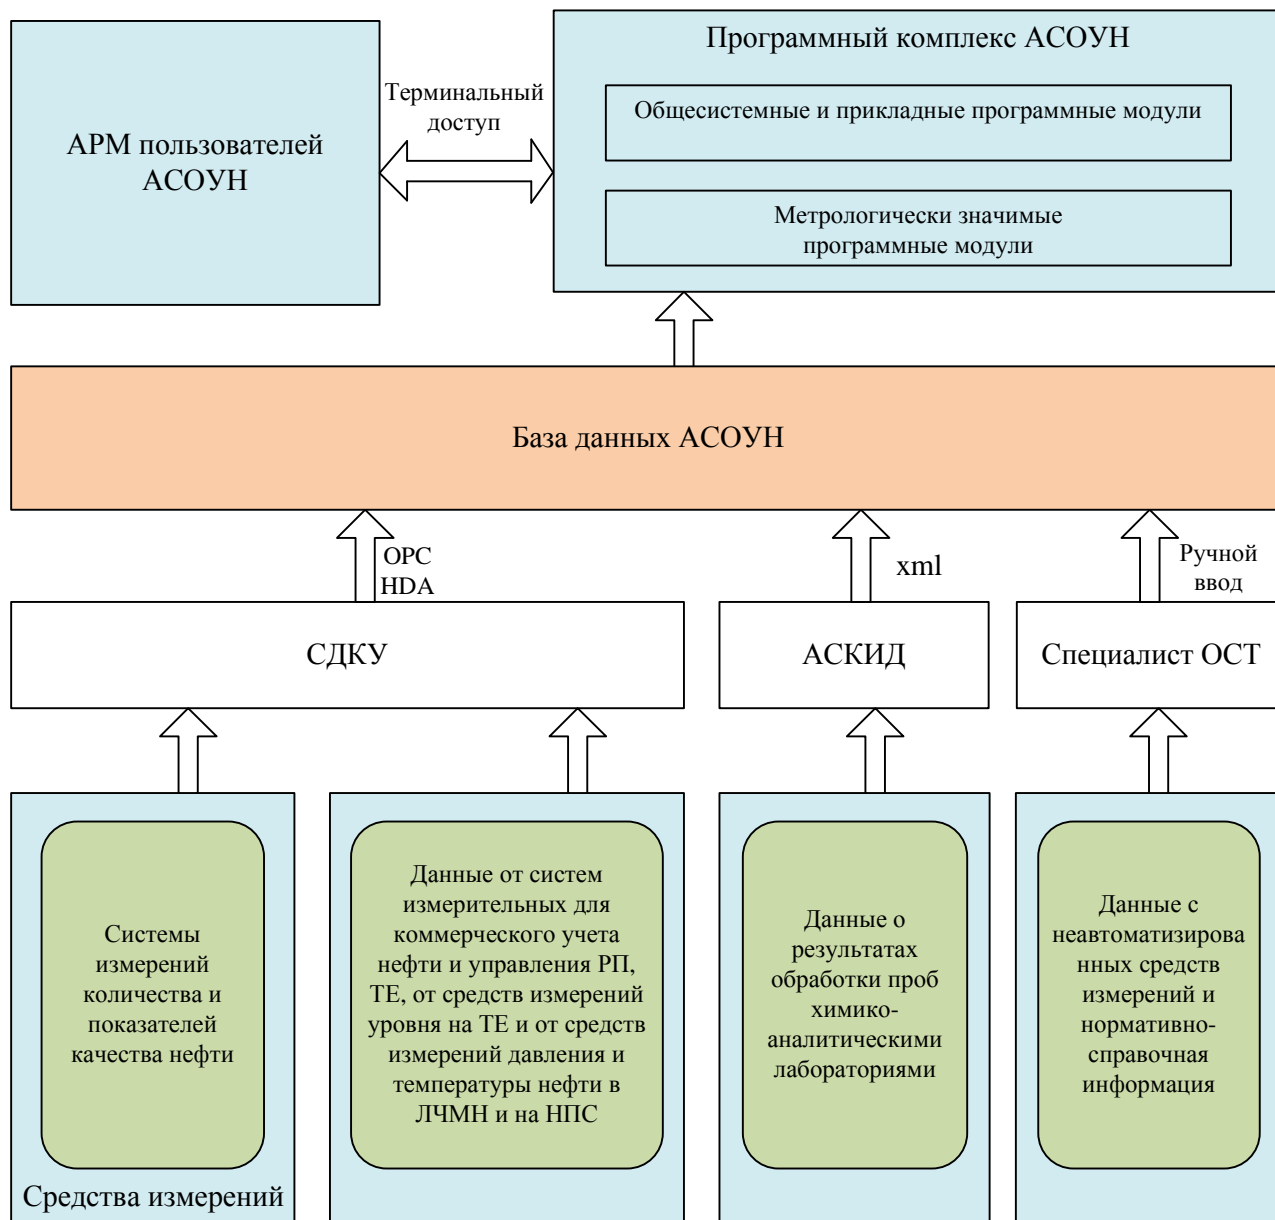 Программный комплекс АСОУН
Общесистемные и прикладные программные модули
Метрологически значимые
программные модули
Терминальный
доступ
АРМ пользователей
АСОУН
База данных АСОУН
OPC
HDA
xml
Ручной
ввод
СДКУ
АСКИД
Специалист ОСТ
Системы
измерений
количества и
показателей
качества нефти
Средства измерений
Данные от систем
измерительных для
коммерческого учета
нефти и управления РП,
ТЕ, от средств измерений
уровня на ТЕ и от средств
измерений давления и
температуры нефти в
ЛЧМН и на НПС
Данные о
результатах
обработки проб
химико-
аналитическими
лабораториями
Данные с
неавтоматизирова
нных средств
измерений и
нормативно-
справочная
информация